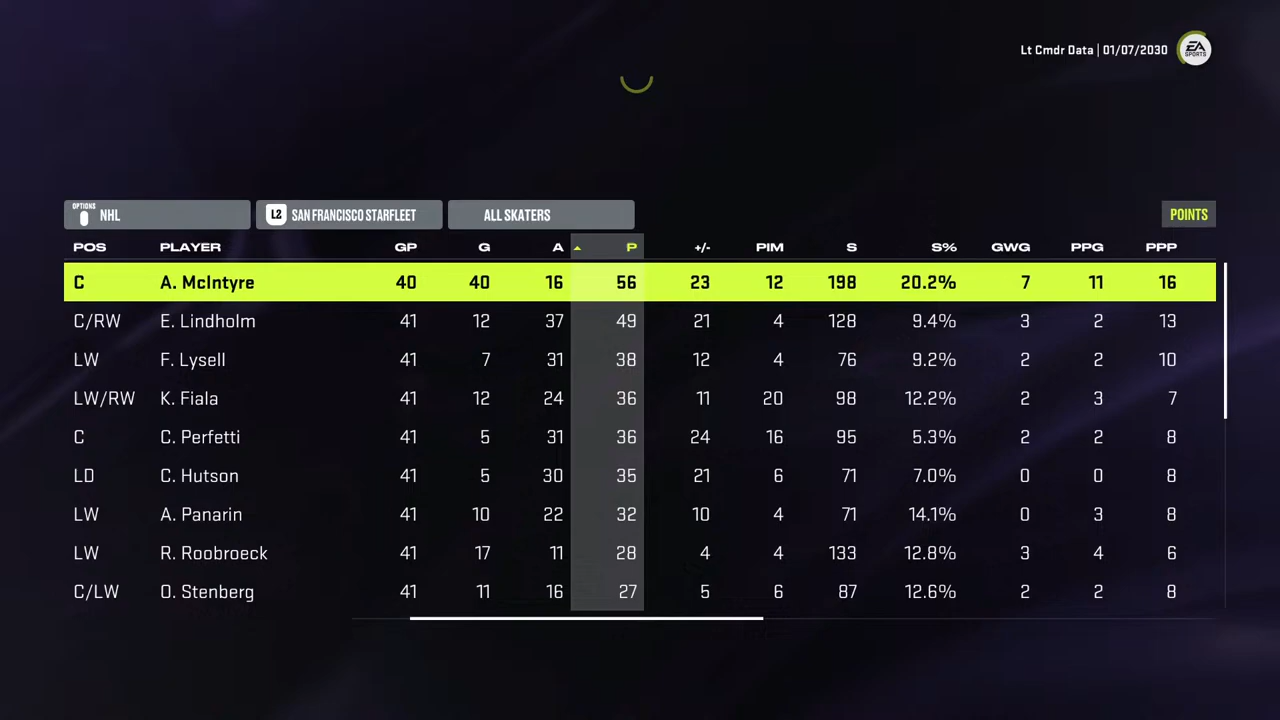 Lt Cmdr Data | 01/07/2030
EA SPORTS
OPTIONS NHL L2 SAN FRANCISCO STARFLEET ALL SKATERS POINTS
POS PLAYER GP G A P +/- PIM S S% GWG PPG PPP
C A. McIntyre 40 40 16 56 23 12 198 20.2% 7 11 16
C/RW E. Lindholm 41 12 37 49 21 4 128 9.4% 3 2 13
LW F. Lysell 41 7 31 38 12 4 76 9.2% 2 2 10
LW/RW K. Fiala 41 12 24 36 11 20 98 12.2% 2 3 7
C C. Perfetti 41 5 31 36 24 16 95 5.3% 2 2 8
LD C. Hutson 41 5 30 35 21 6 71 7.0% 0 0 8
LW A. Panarin 41 10 22 32 10 4 71 14.1% 0 3 8
LW R. Roobroeck 41 17 11 28 4 4 133 12.8% 3 4 6
C/LW O. Stenberg 41 11 16 27 5 6 87 12.6% 2 2 8